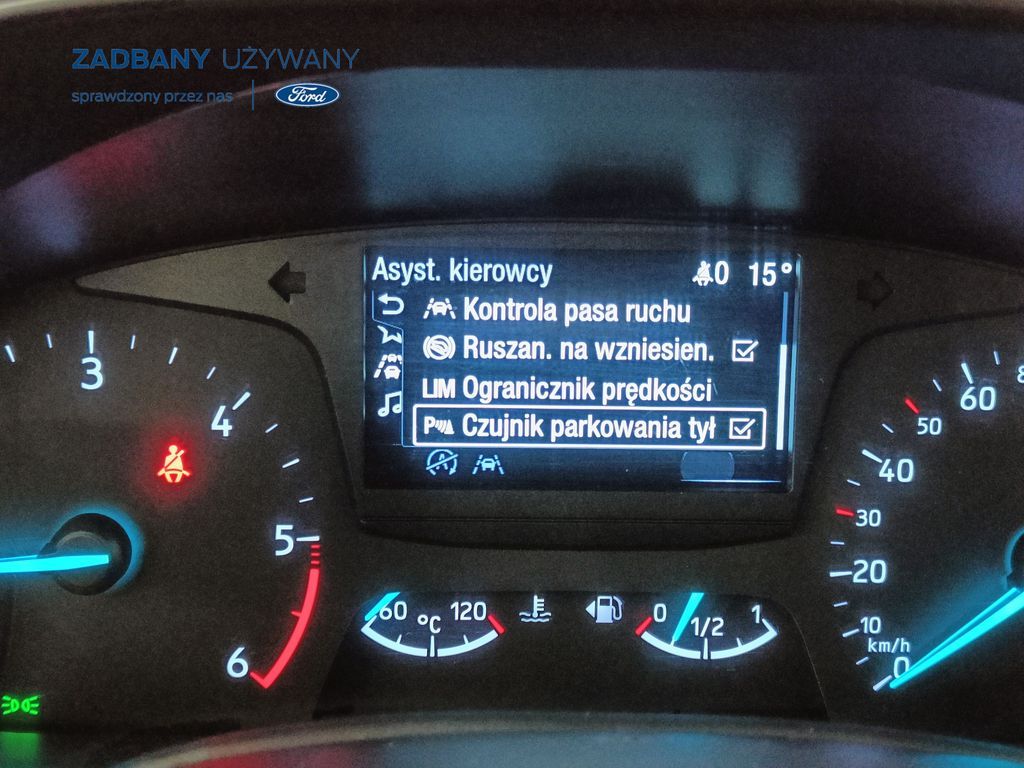 ZADBANY UŻYWANY
sprawdzony przez nas
Ford
Asyst. kierowcy 0 15°
Kontrola pasa ruchu
Ruszan. na wzniesien.
LIM Ogranicznik prędkości
P Czujnik parkowania tył
A
3
4
5
6
60 °C 120
0 1/2 1
8
60
50
40
30
20
10
km/h
0